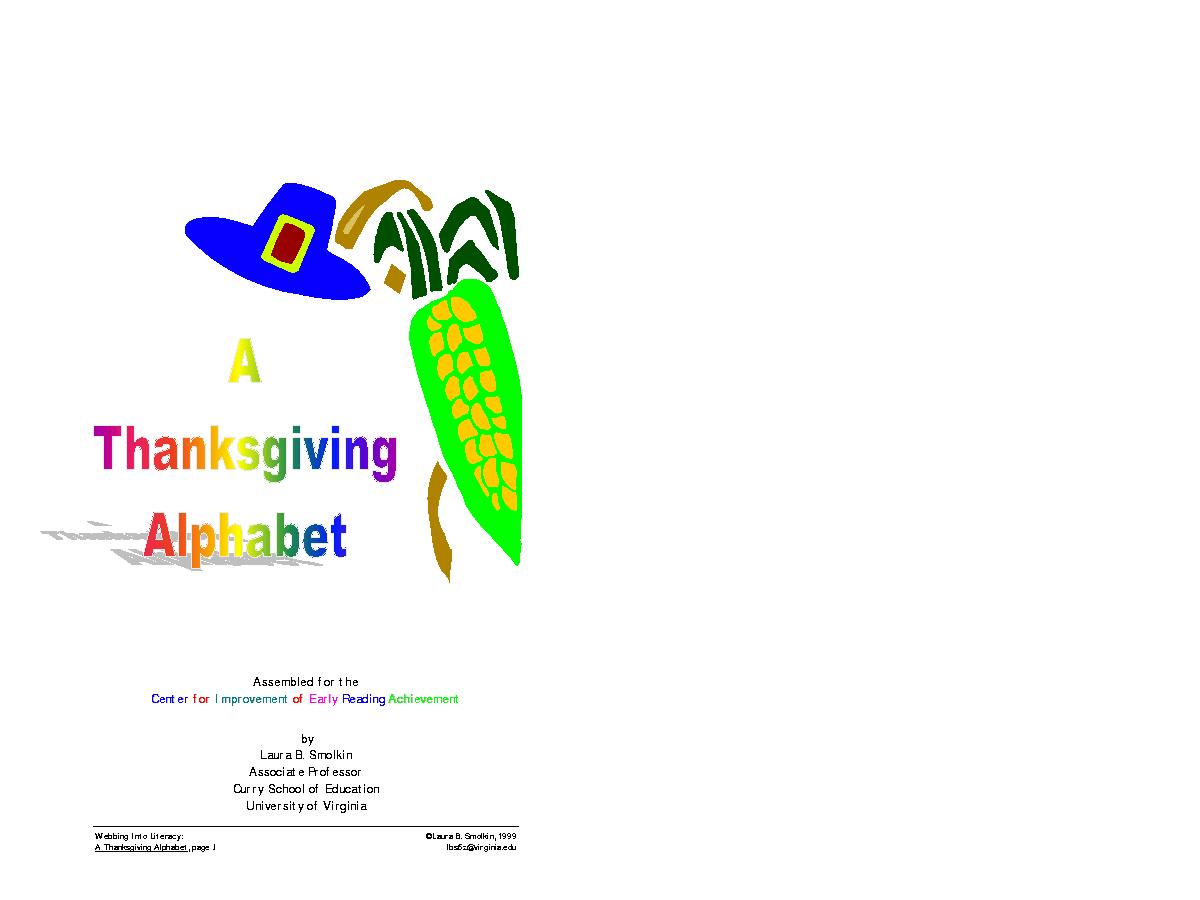 A
Thanksgiving
Alphabet
Assembled for the
Center for Improvement of Early Reading Achievement
by
Laura B. Smolkin
Associate Professor
Curry School of Education
University of Virginia
Webbing Into Literacy:
A Thanksgiving Alphabet, page 1
©Laura B. Smolkin, 1999
lbs5z@virginia.edu